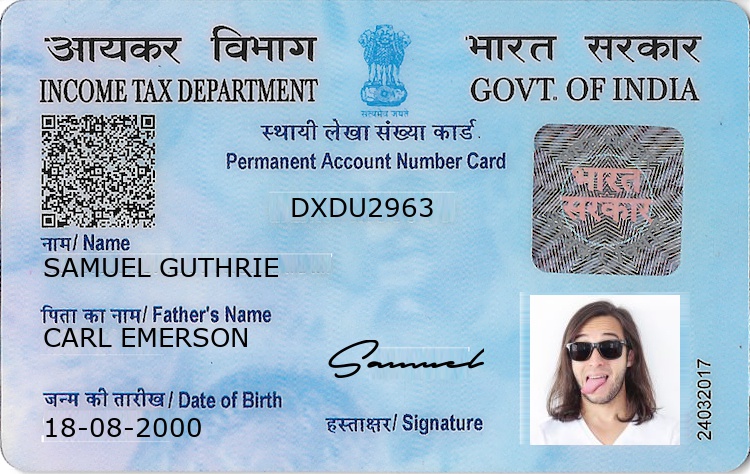 आयकर विभाग
INCOME TAX DEPARTMENT
भारत सरकार
GOVT. OF INDIA
सत्यमेव जयते
स्थायी लेखा संख्या कार्ड
Permanent Account Number Card
DXDU2963
भारत
सरकार
नाम/ Name
SAMUEL GUTHRIE
पिता का नाम/ Father's Name
CARL EMERSON
Samuel
जन्म की तारीख / Date of Birth
18-08-2000
हस्ताक्षर/ Signature
24032017